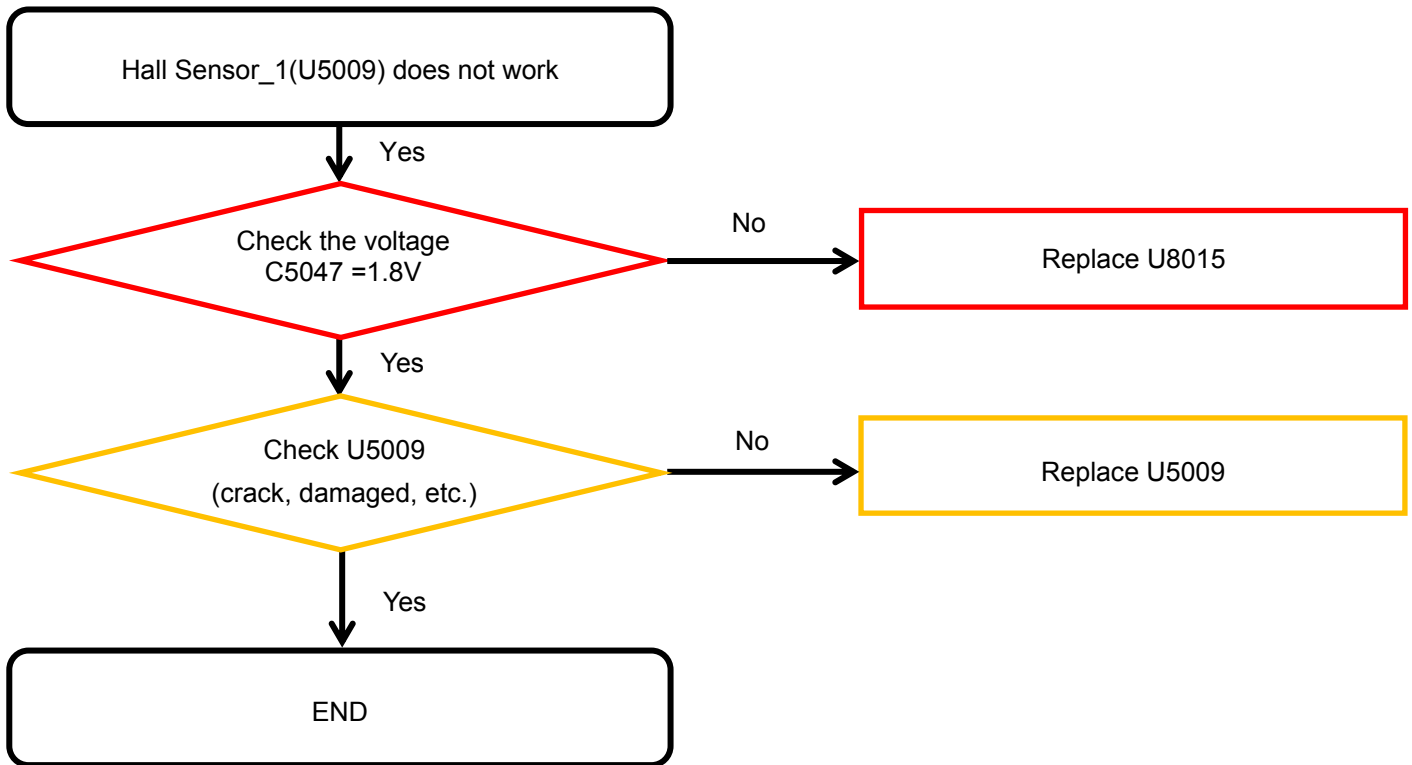 Hall Sensor_1(U5009) does not work
Yes
Check the voltage
C5047 =1.8V
No
Replace U8015
Yes
Check U5009
(crack, damaged, etc.)
No
Replace U5009
Yes
END